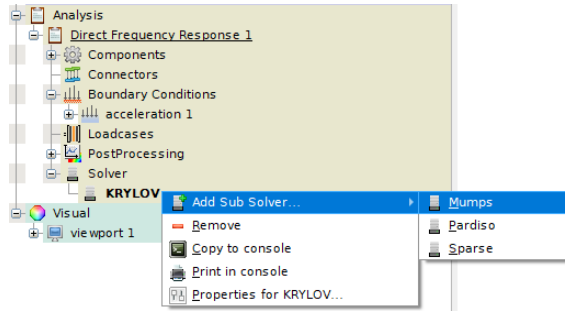 Analysis
Direct Frequency Response 1
Components
Connectors
Boundary Conditions
acceleration 1
Loadcases
PostProcessing
Solver
KRYLOV
Add Sub Solver...
Mumps
Visual
Remove
Pardiso
viewport 1
Copy to console
Sparse
Print in console
Properties for KRYLOV...